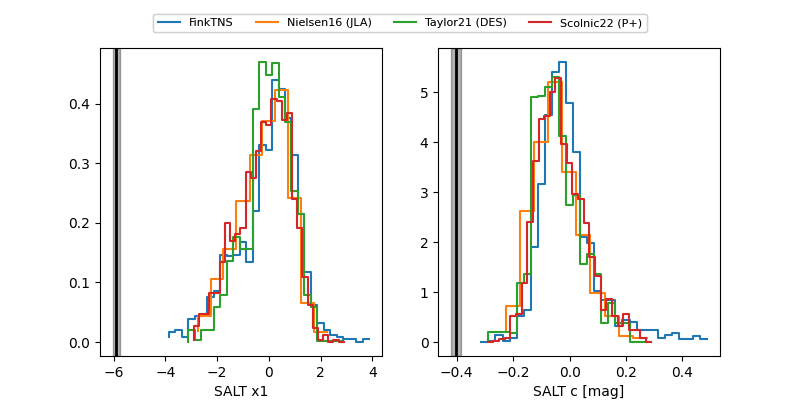 FinkTNS Nielsen16 (JLA) Taylor21 (DES) Scolnic22 (P+)
0.4
0.3
0.2
0.1
0.0
−6 −4 −2 0 2 4
SALT x1
5
4
3
2
1
0
−0.4 −0.2 0.0 0.2 0.4
SALT c [mag]